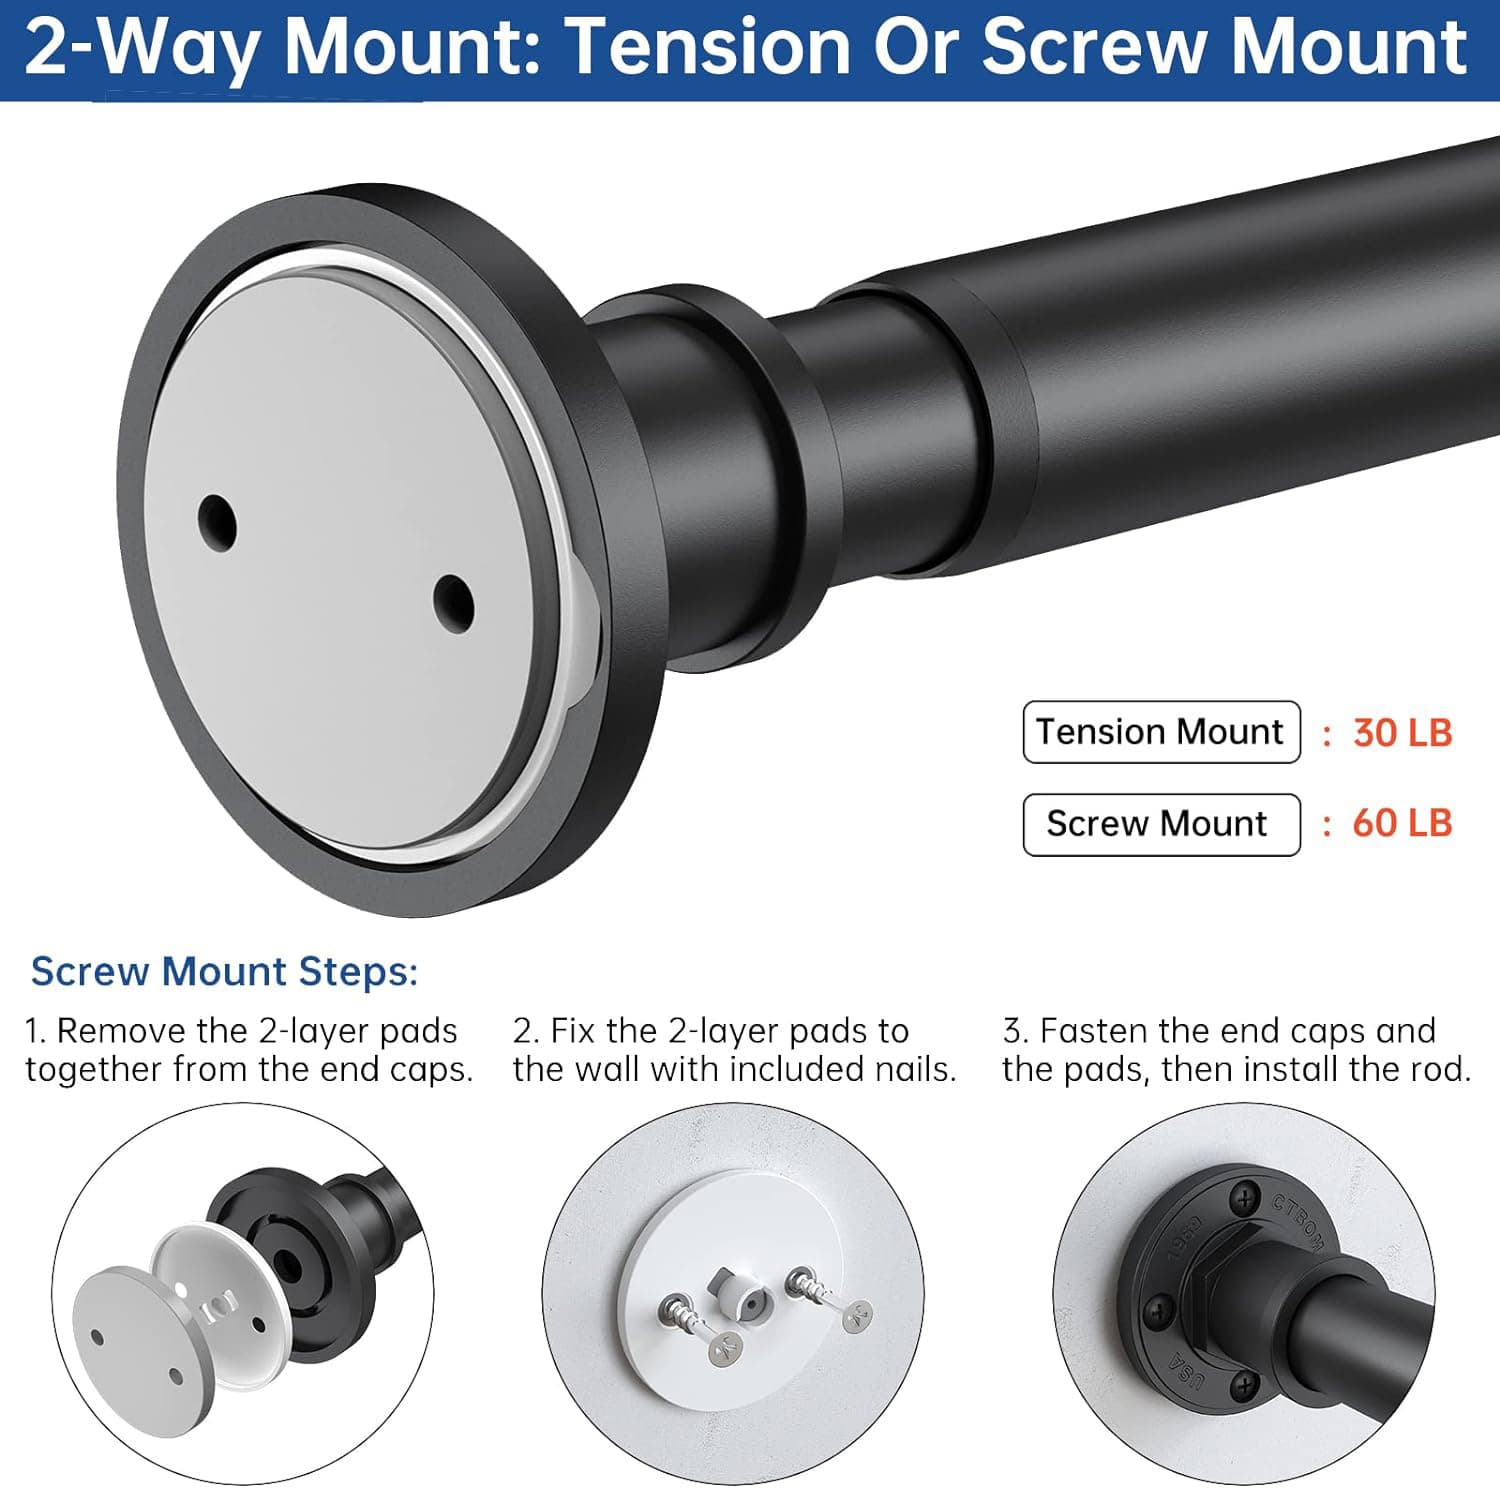 2-Way Mount: Tension Or Screw Mount
Tension Mount : 30 LB
Screw Mount : 60 LB
Screw Mount Steps:
1. Remove the 2-layer pads
together from the end caps.
2. Fix the 2-layer pads to
the wall with included nails.
3. Fasten the end caps and
the pads, then install the rod.
CTBOM
1969
USA